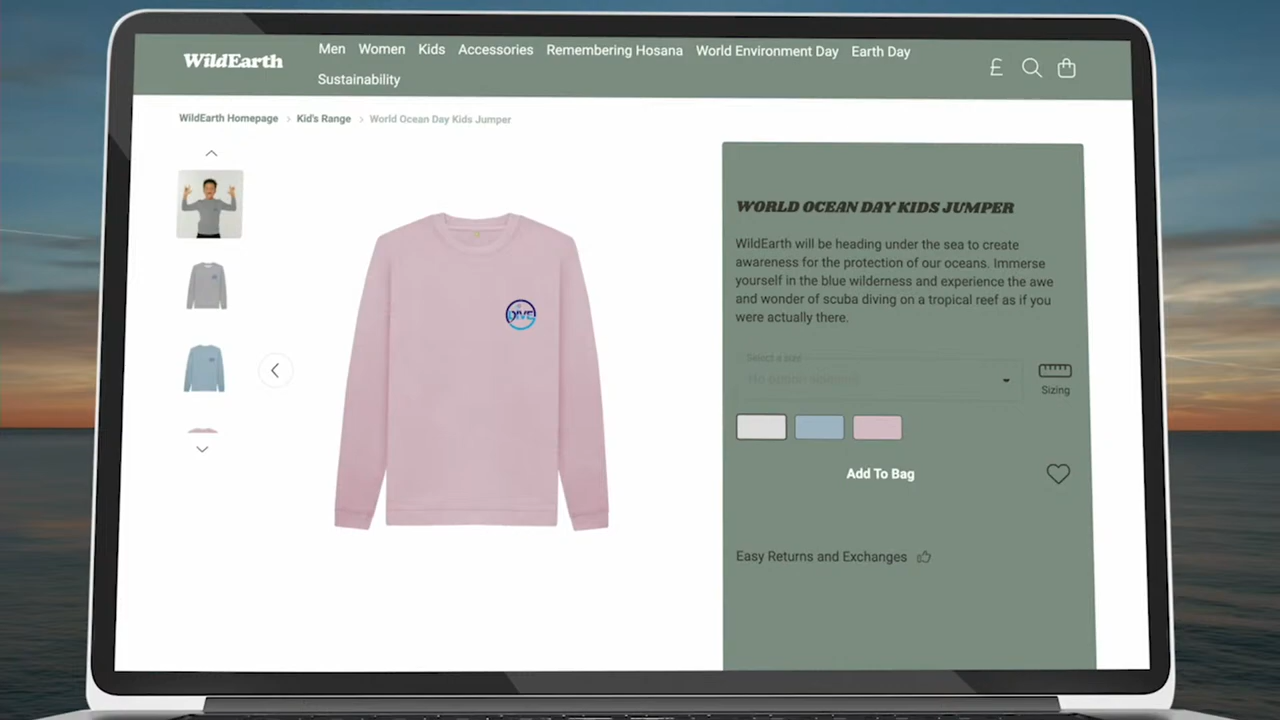 WildEarth
Men Women Kids Accessories Remembering Hosana World Environment Day Earth Day
Sustainability
£
WildEarth Homepage > Kid's Range > World Ocean Day Kids Jumper
DIVE
WORLD OCEAN DAY KIDS JUMPER
WildEarth will be heading under the sea to create
awareness for the protection of our oceans. Immerse
yourself in the blue wilderness and experience the awe
and wonder of scuba diving on a tropical reef as if you
were actually there.
Select a size
Sizing
Add To Bag
Easy Returns and Exchanges